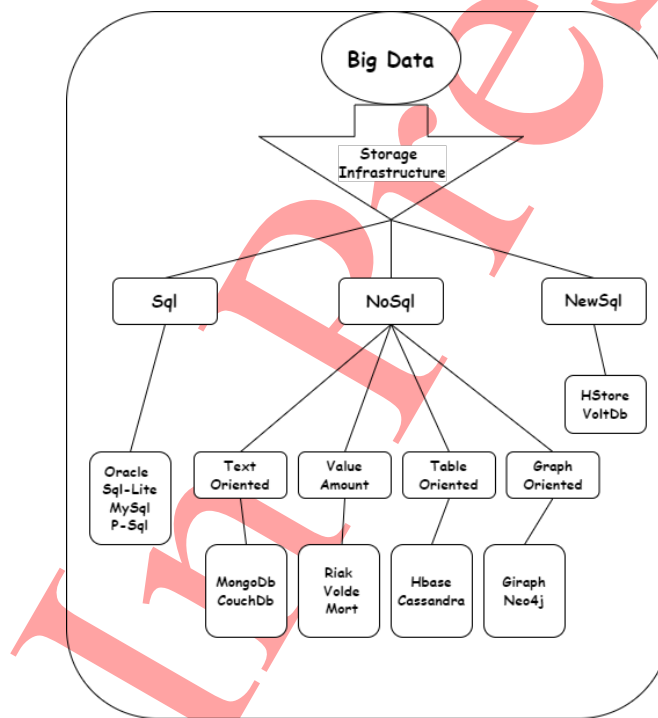 Big Data
Storage
Infrastructure
Sql
NoSql
NewSql
HStore
VoltDb
Oracle
Sql-Lite
MySql
P-Sql
Text
Oriented
Value
Amount
Table
Oriented
Graph
Oriented
MongoDb
CouchDb
Riak
Volde
Mort
Hbase
Cassandra
Giraph
Neo4j
In